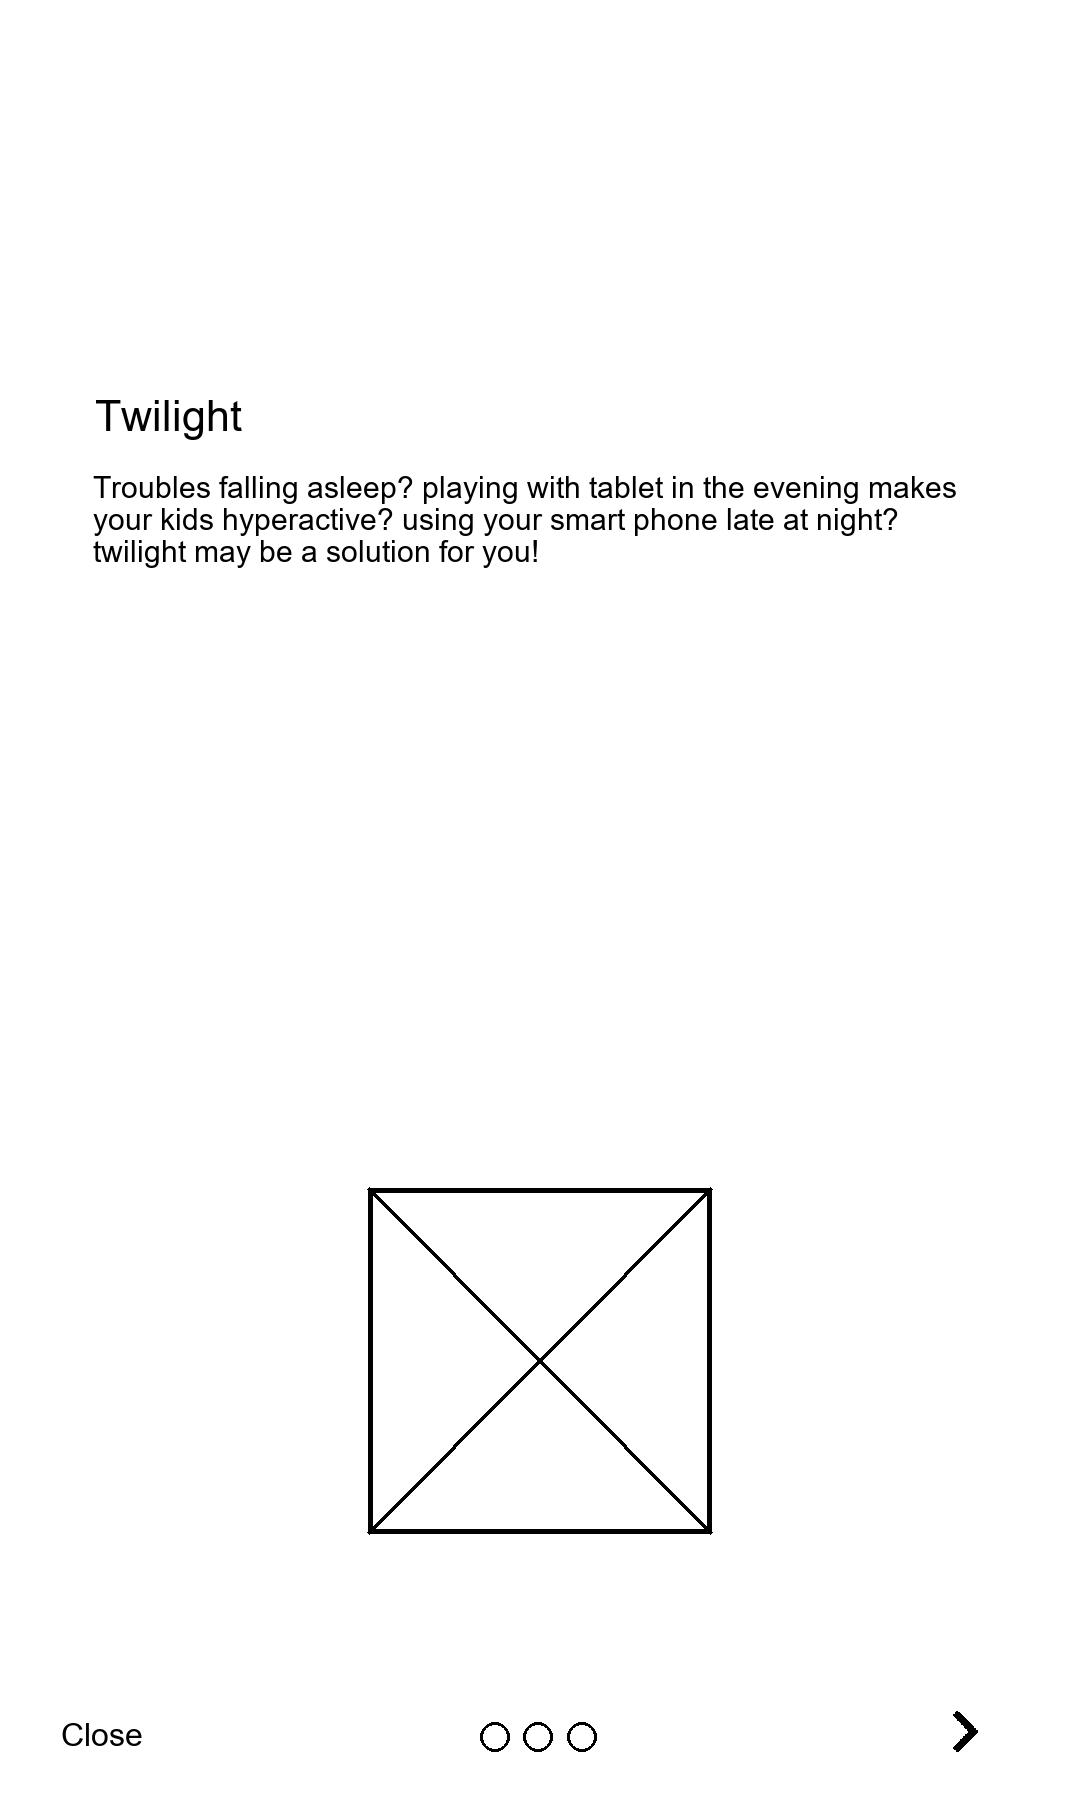 Twilight
Troubles falling asleep? playing with tablet in the evening makes
your kids hyperactive? using your smart phone late at night?
twilight may be a solution for you!
Close